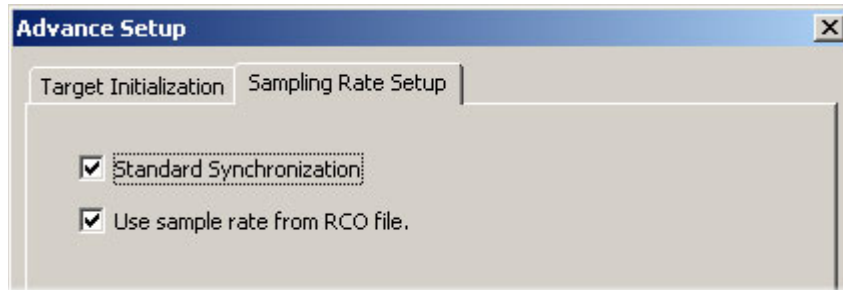 Advance Setup
Target Initialization Sampling Rate Setup
Standard Synchronization
Use sample rate from RCO file.